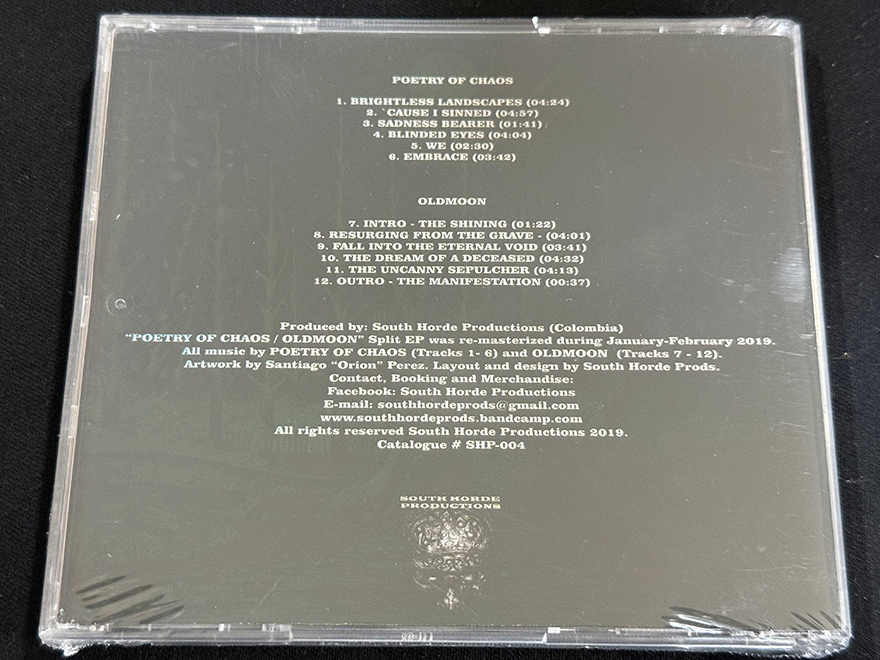 POETRY OF CHAOS
1. BRIGHTLESS LANDSCAPES (04:24)
2. `CAUSE I SINNED (04:57)
3. SADNESS BEARER (01:41)
4. BLINDED EYES (04:04)
5. WE (02:30)
6. EMBRACE (03:42)
OLDMOON
7. INTRO - THE SHINING (01:22)
8. RESURGING FROM THE GRAVE - (04:01)
9. FALL INTO THE ETERNAL VOID (03:41)
10. THE DREAM OF A DECEASED (04:32)
11. THE UNCANNY SEPULCHER (04:13)
12. OUTRO - THE MANIFESTATION (00:37)
Produced by: South Horde Productions (Colombia)
"POETRY OF CHAOS / OLDMOON" Split EP was re-masterized during January-February 2019.
All music by POETRY OF CHAOS (Tracks 1- 6) and OLDMOON (Tracks 7 - 12).
Artwork by Santiago "Orion" Perez. Layout and design by South Horde Prods.
Contact, Booking and Merchandise:
Facebook: South Horde Productions
E-mail: southhordeprods@gmail.com
www.southhordeprods.bandcamp.com
All rights reserved South Horde Productions 2019.
Catalogue # SHP-004
SOUTH HORDE
PRODUCTIONS